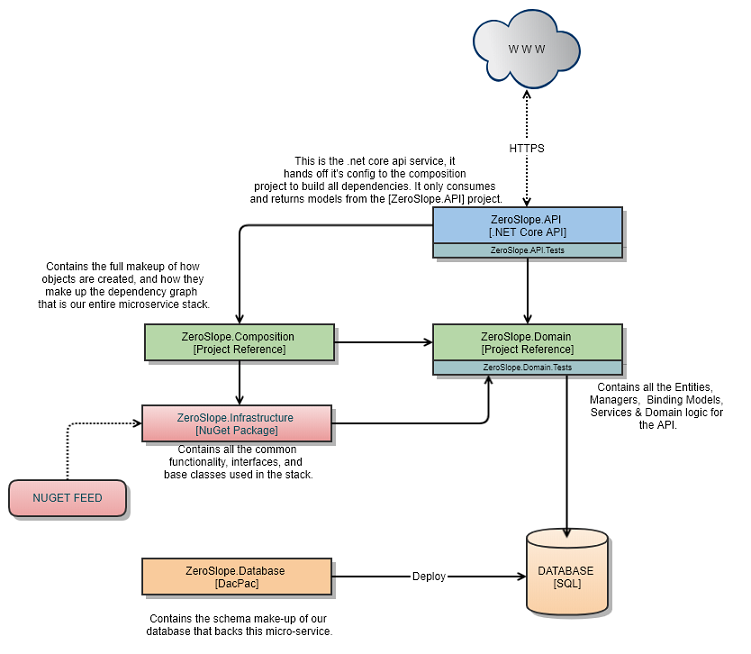 W W W
HTTPS
This is the .net core api service, it
hands off it's config to the composition
project to build all dependencies. It only consumes
and returns models from the [ZeroSlope.API] project.
ZeroSlope.API
[.NET Core API]
ZeroSlope.API.Tests
Contains the full makeup of how
objects are created, and how they
make up the dependency graph
that is our entire microservice stack.
ZeroSlope.Composition
[Project Reference]
ZeroSlope.Domain
[Project Reference]
ZeroSlope.Domain.Tests
Contains all the Entities,
Managers, Binding Models,
Services & Domain logic for
the API.
ZeroSlope.Infrastructure
[NuGet Package]
Contains all the common
functionality, interfaces, and
base classes used in the stack.
NUGET FEED
ZeroSlope.Database
[DacPac]
Deploy
DATABASE
[SQL]
Contains the schema make-up of our
database that backs this micro-service.